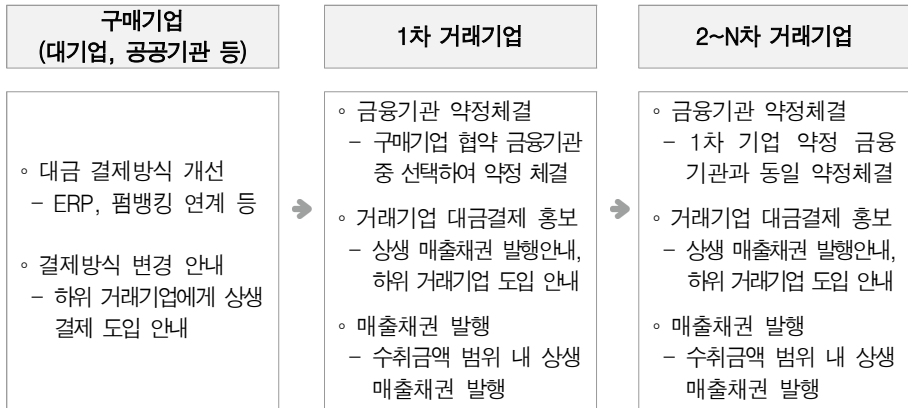 구매기업
(대기업, 공공기관 등)
1차 거래기업
2~N차 거래기업
◦ 대금 결제방식 개선
– ERP, 펌뱅킹 연계 등
◦ 결제방식 변경 안내
– 하위 거래기업에게 상생
결제 도입 안내
◦ 금융기관 약정체결
– 구매기업 협약 금융기관
중 선택하여 약정 체결
◦ 거래기업 대금결제 홍보
– 상생 매출채권 발행안내,
하위 거래기업 도입 안내
◦ 매출채권 발행
– 수취금액 범위 내 상생
매출채권 발행
◦ 금융기관 약정체결
– 1차 기업 약정 금융
기관과 동일 약정체결
◦ 거래기업 대금결제 홍보
– 상생 매출채권 발행안내,
하위 거래기업 도입 안내
◦ 매출채권 발행
– 수취금액 범위 내 상생
매출채권 발행